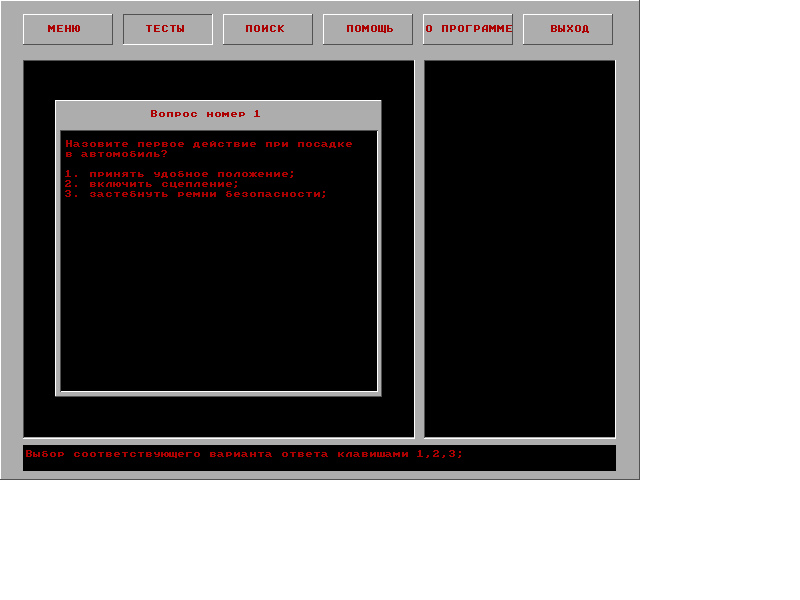 МЕНЮ ТЕСТЫ ПОИСК ПОМОЩЬ О ПРОГРАММЕ ВЫХОД
Вопрос номер 1
Назовите первое действие при посадке
в автомобиль?
1. принять удобное положение;
2. включить сцепление;
3. застебнуть ремни безопасности;
Выбор соответствующего варианта ответа клавишами 1,2,3;